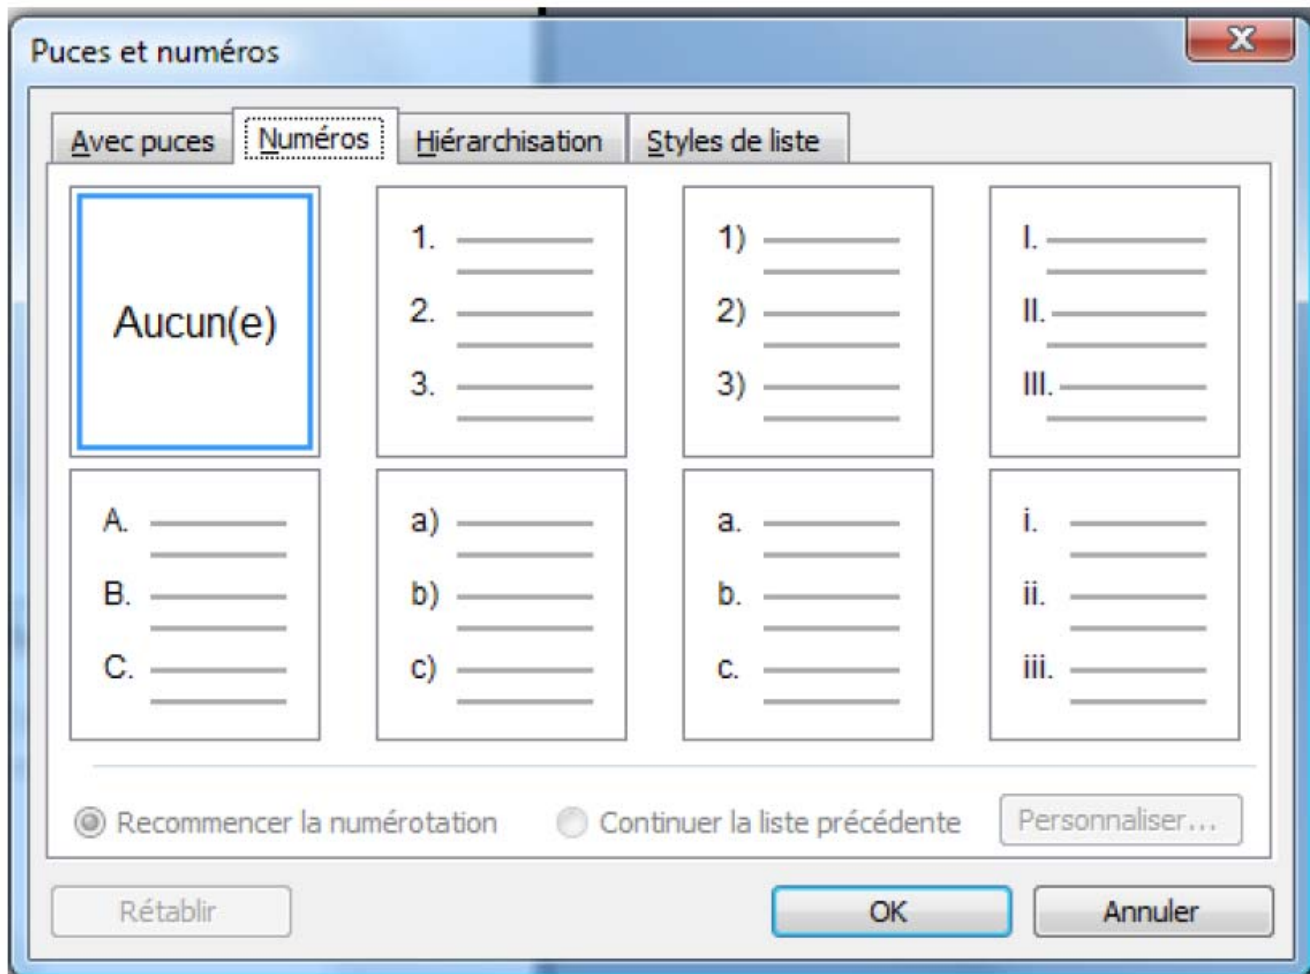 Puces et numéros
Avec puces Numéros Hiérarchisation Styles de liste
Aucun(e)
1.
2.
3.
1)
2)
3)
I.
II.
III.
A.
B.
C.
a)
b)
c)
a.
b.
c.
i.
ii.
iii.
Recommencer la numérotation Continuer la liste précédente Personnaliser...
Rétablir OK Annuler